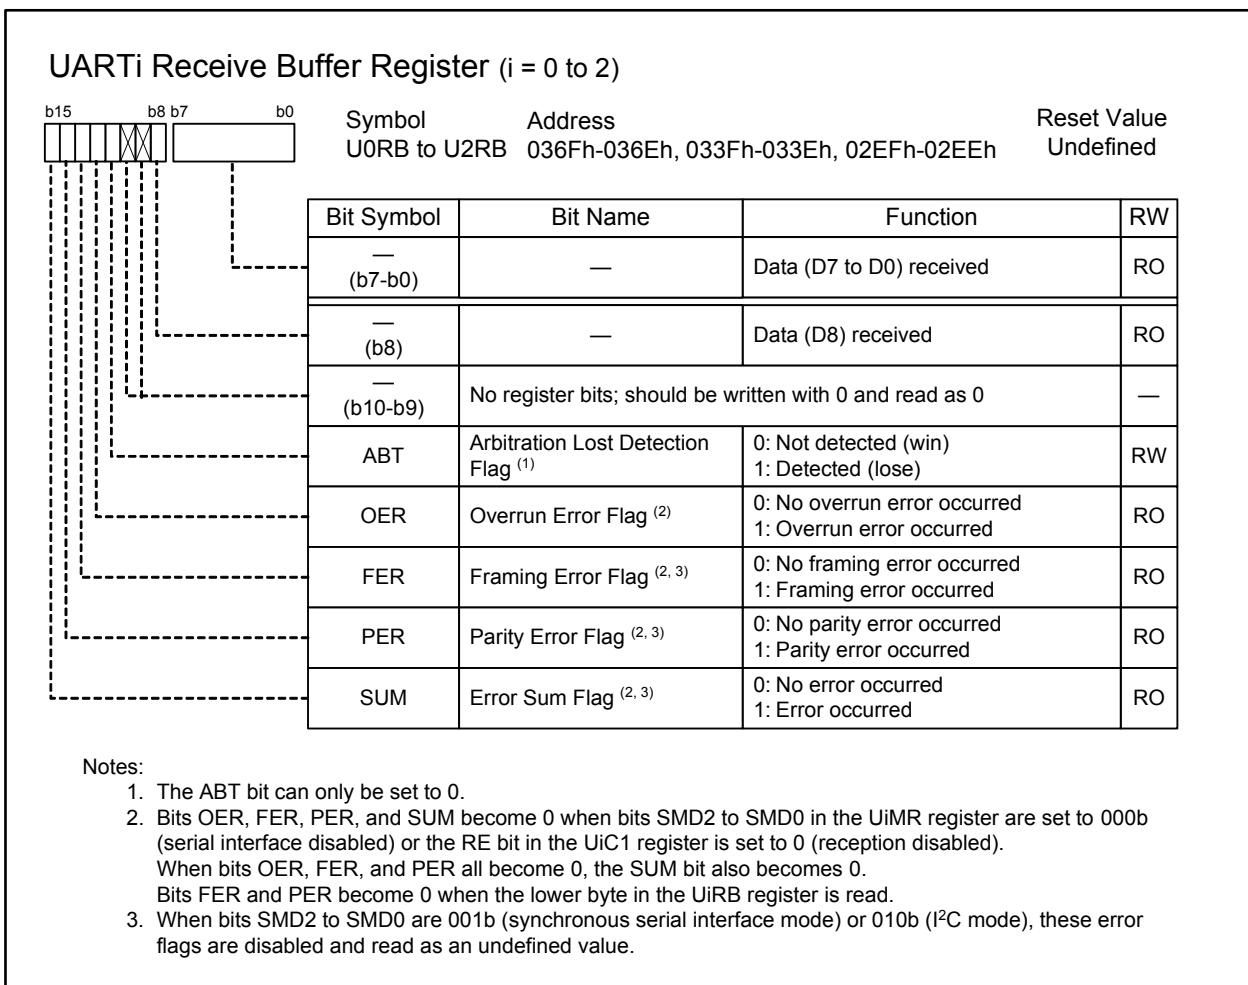 UARTi Receive Buffer Register (i = 0 to 2)
b15 b8 b7 b0
Symbol Address Reset Value
U0RB to U2RB 036Fh-036Eh, 033Fh-033Eh, 02EFh-02EEh Undefined
Bit Symbol Bit Name Function RW
— (b7-b0) — Data (D7 to D0) received RO
— (b8) — Data (D8) received RO
— (b10-b9) No register bits; should be written with 0 and read as 0 —
ABT Arbitration Lost Detection Flag (1) 0: Not detected (win) 1: Detected (lose) RW
OER Overrun Error Flag (2) 0: No overrun error occurred 1: Overrun error occurred RO
FER Framing Error Flag (2, 3) 0: No framing error occurred 1: Framing error occurred RO
PER Parity Error Flag (2, 3) 0: No parity error occurred 1: Parity error occurred RO
SUM Error Sum Flag (2, 3) 0: No error occurred 1: Error occurred RO
Notes:
1. The ABT bit can only be set to 0.
2. Bits OER, FER, PER, and SUM become 0 when bits SMD2 to SMD0 in the UiMR register are set to 000b
(serial interface disabled) or the RE bit in the UiC1 register is set to 0 (reception disabled).
When bits OER, FER, and PER all become 0, the SUM bit also becomes 0.
Bits FER and PER become 0 when the lower byte in the UiRB register is read.
3. When bits SMD2 to SMD0 are 001b (synchronous serial interface mode) or 010b (I²C mode), these error
flags are disabled and read as an undefined value.